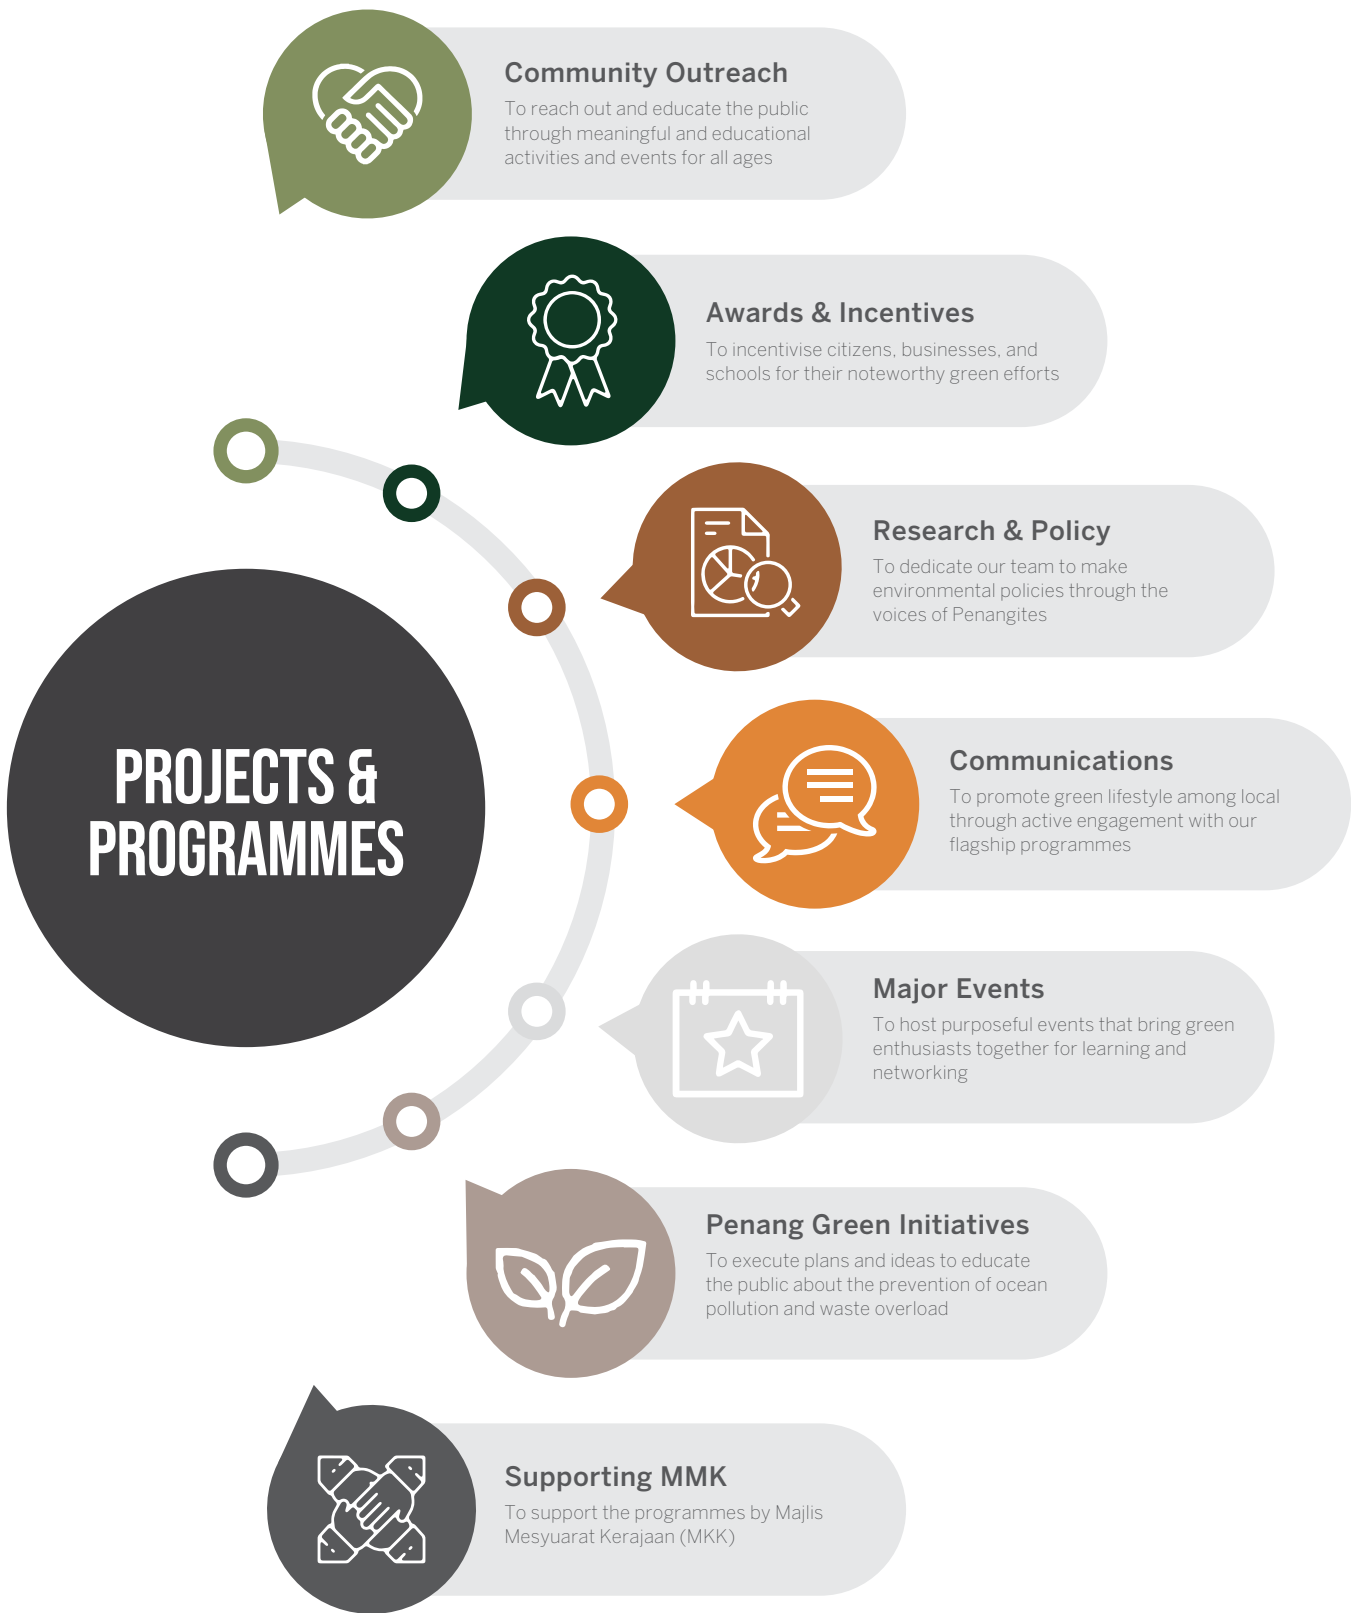 Community Outreach
To reach out and educate the public
through meaningful and educational
activities and events for all ages
Awards & Incentives
To incentivise citizens, businesses, and
schools for their noteworthy green efforts
Research & Policy
To dedicate our team to make
environmental policies through the
voices of Penangites
PROJECTS &
PROGRAMMES
Communications
To promote green lifestyle among local
through active engagement with our
flagship programmes
Major Events
To host purposeful events that bring green
enthusiasts together for learning and
networking
Penang Green Initiatives
To execute plans and ideas to educate
the public about the prevention of ocean
pollution and waste overload
Supporting MMK
To support the programmes by Majlis
Mesyuarat Kerajaan (MKK)